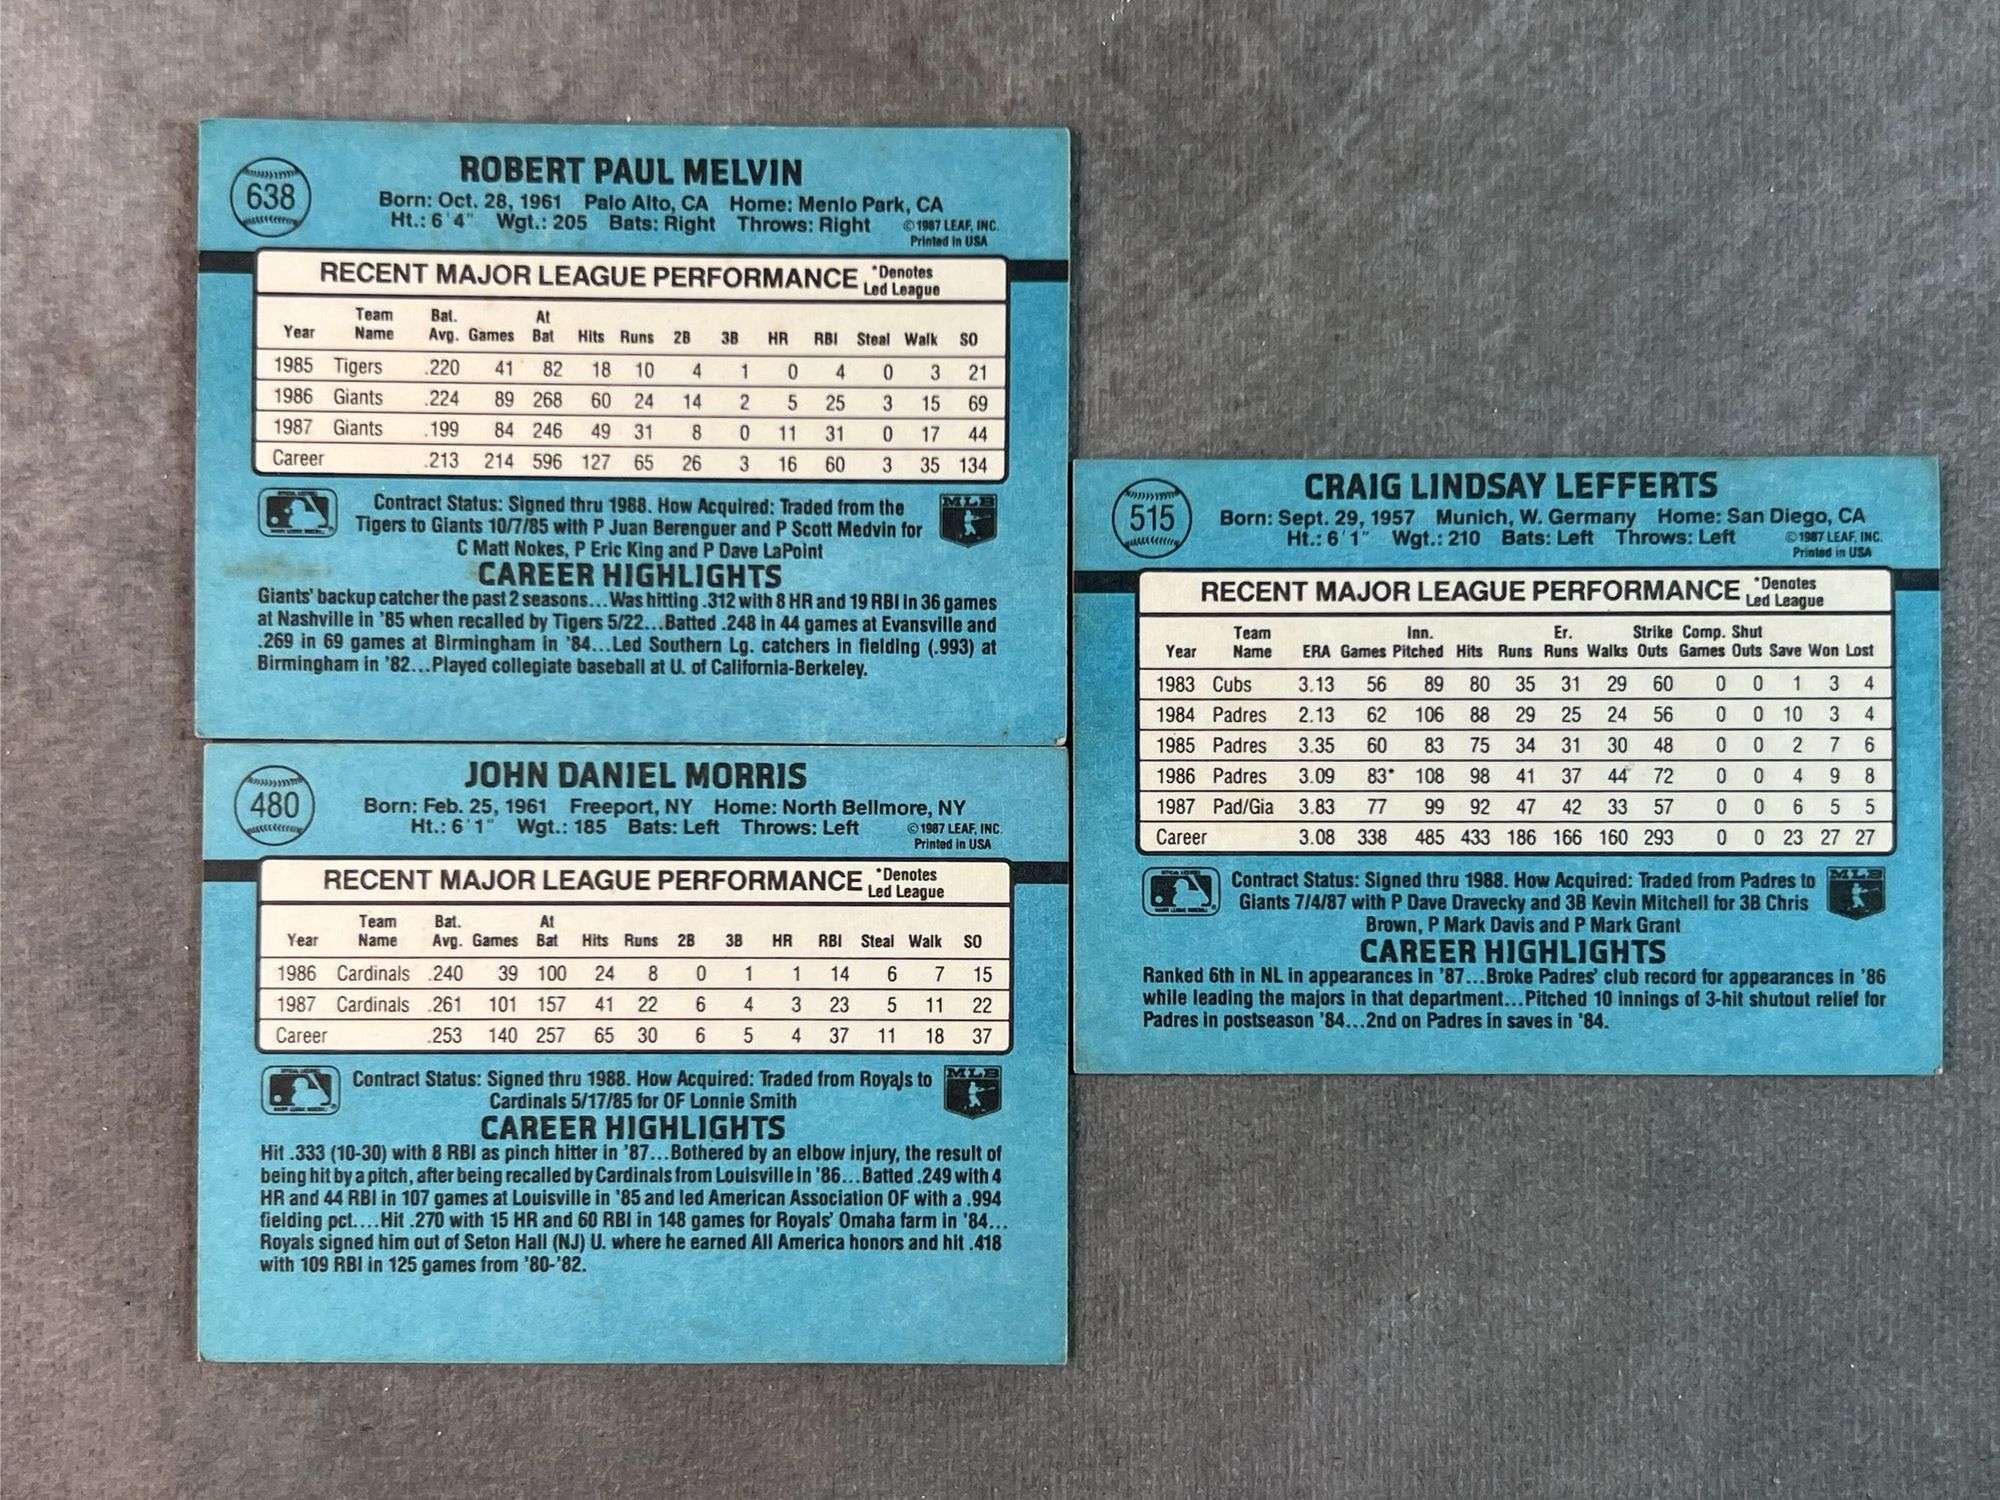 638
ROBERT PAUL MELVIN
Born: Oct. 28, 1961 Palo Alto, CA Home: Menlo Park, CA
Ht.: 6'4" Wgt.: 205 Bats: Right Throws: Right ©1987 LEAF, INC.
Printed in USA
RECENT MAJOR LEAGUE PERFORMANCE *Denotes Led League
Year Team Name Bat. Avg. Games At Bat Hits Runs 2B 3B HR RBI Steal Walk SO
1985 Tigers .220 41 82 18 10 4 1 0 4 0 3 21
1986 Giants .224 89 268 60 24 14 2 5 25 3 15 69
1987 Giants .199 84 246 49 31 8 0 11 31 0 17 44
Career .213 214 596 127 65 26 3 16 60 3 35 134
Contract Status: Signed thru 1988. How Acquired: Traded from the
Tigers to Giants 10/7/85 with P Juan Berenguer and P Scott Medvin for
C Matt Nokes, P Eric King and P Dave LaPoint
MLB
CAREER HIGHLIGHTS
Giants' backup catcher the past 2 seasons...Was hitting .312 with 8 HR and 19 RBI in 36 games
at Nashville in '85 when recalled by Tigers 5/22...Batted .248 in 44 games at Evansville and
.269 in 69 games at Birmingham in '84...Led Southern Lg. catchers in fielding (.993) at
Birmingham in '82...Played collegiate baseball at U. of California-Berkeley.
480
JOHN DANIEL MORRIS
Born: Feb. 25, 1961 Freeport, NY Home: North Bellmore, NY
Ht.: 6'1" Wgt.: 185 Bats: Left Throws: Left ©1987 LEAF, INC.
Printed in USA
RECENT MAJOR LEAGUE PERFORMANCE *Denotes Led League
Year Team Name Bat. Avg. Games At Bat Hits Runs 2B 3B HR RBI Steal Walk SO
1986 Cardinals .240 39 100 24 8 0 1 1 14 6 7 15
1987 Cardinals .261 101 157 41 22 6 4 3 23 5 11 22
Career .253 140 257 65 30 6 5 4 37 11 18 37
Contract Status: Signed thru 1988. How Acquired: Traded from Royals to
Cardinals 5/17/85 for OF Lonnie Smith
MLB
CAREER HIGHLIGHTS
Hit .333 (10-30) with 8 RBI as pinch hitter in '87...Bothered by an elbow injury, the result of
being hit by a pitch, after being recalled by Cardinals from Louisville in '86...Batted .249 with 4
HR and 44 RBI in 107 games at Louisville in '85 and led American Association OF with a .994
fielding pct....Hit .270 with 15 HR and 60 RBI in 148 games for Royals' Omaha farm in '84...
Royals signed him out of Seton Hall (NJ) U. where he earned All America honors and hit .418
with 109 RBI in 125 games from '80-'82.
515
CRAIG LINDSAY LEFFERTS
Born: Sept. 29, 1957 Munich, W. Germany Home: San Diego, CA
Ht.: 6'1" Wgt.: 210 Bats: Left Throws: Left ©1987 LEAF, INC.
Printed in USA
RECENT MAJOR LEAGUE PERFORMANCE *Denotes Led League
Year Team Name ERA Games Inn. Pitched Hits Runs Er. Runs Walks Strike Outs Comp. Games Shut Outs Save Won Lost
1983 Cubs 3.13 56 89 80 35 31 29 60 0 0 1 3 4
1984 Padres 2.13 62 106 88 29 25 24 56 0 0 10 3 4
1985 Padres 3.35 60 83 75 34 31 30 48 0 0 2 7 6
1986 Padres 3.09 83* 108 98 41 37 44 72 0 0 4 9 8
1987 Pad/Gia 3.83 77 99 92 47 42 33 57 0 0 6 5 5
Career 3.08 338 485 433 186 166 160 293 0 0 23 27 27
Contract Status: Signed thru 1988. How Acquired: Traded from Padres to
Giants 7/4/87 with P Dave Dravecky and 3B Kevin Mitchell for 3B Chris
Brown, P Mark Davis and P Mark Grant
MLB
CAREER HIGHLIGHTS
Ranked 6th in NL in appearances in '87...Broke Padres' club record for appearances in '86
while leading the majors in that department...Pitched 10 innings of 3-hit shutout relief for
Padres in postseason '84...2nd on Padres in saves in '84.